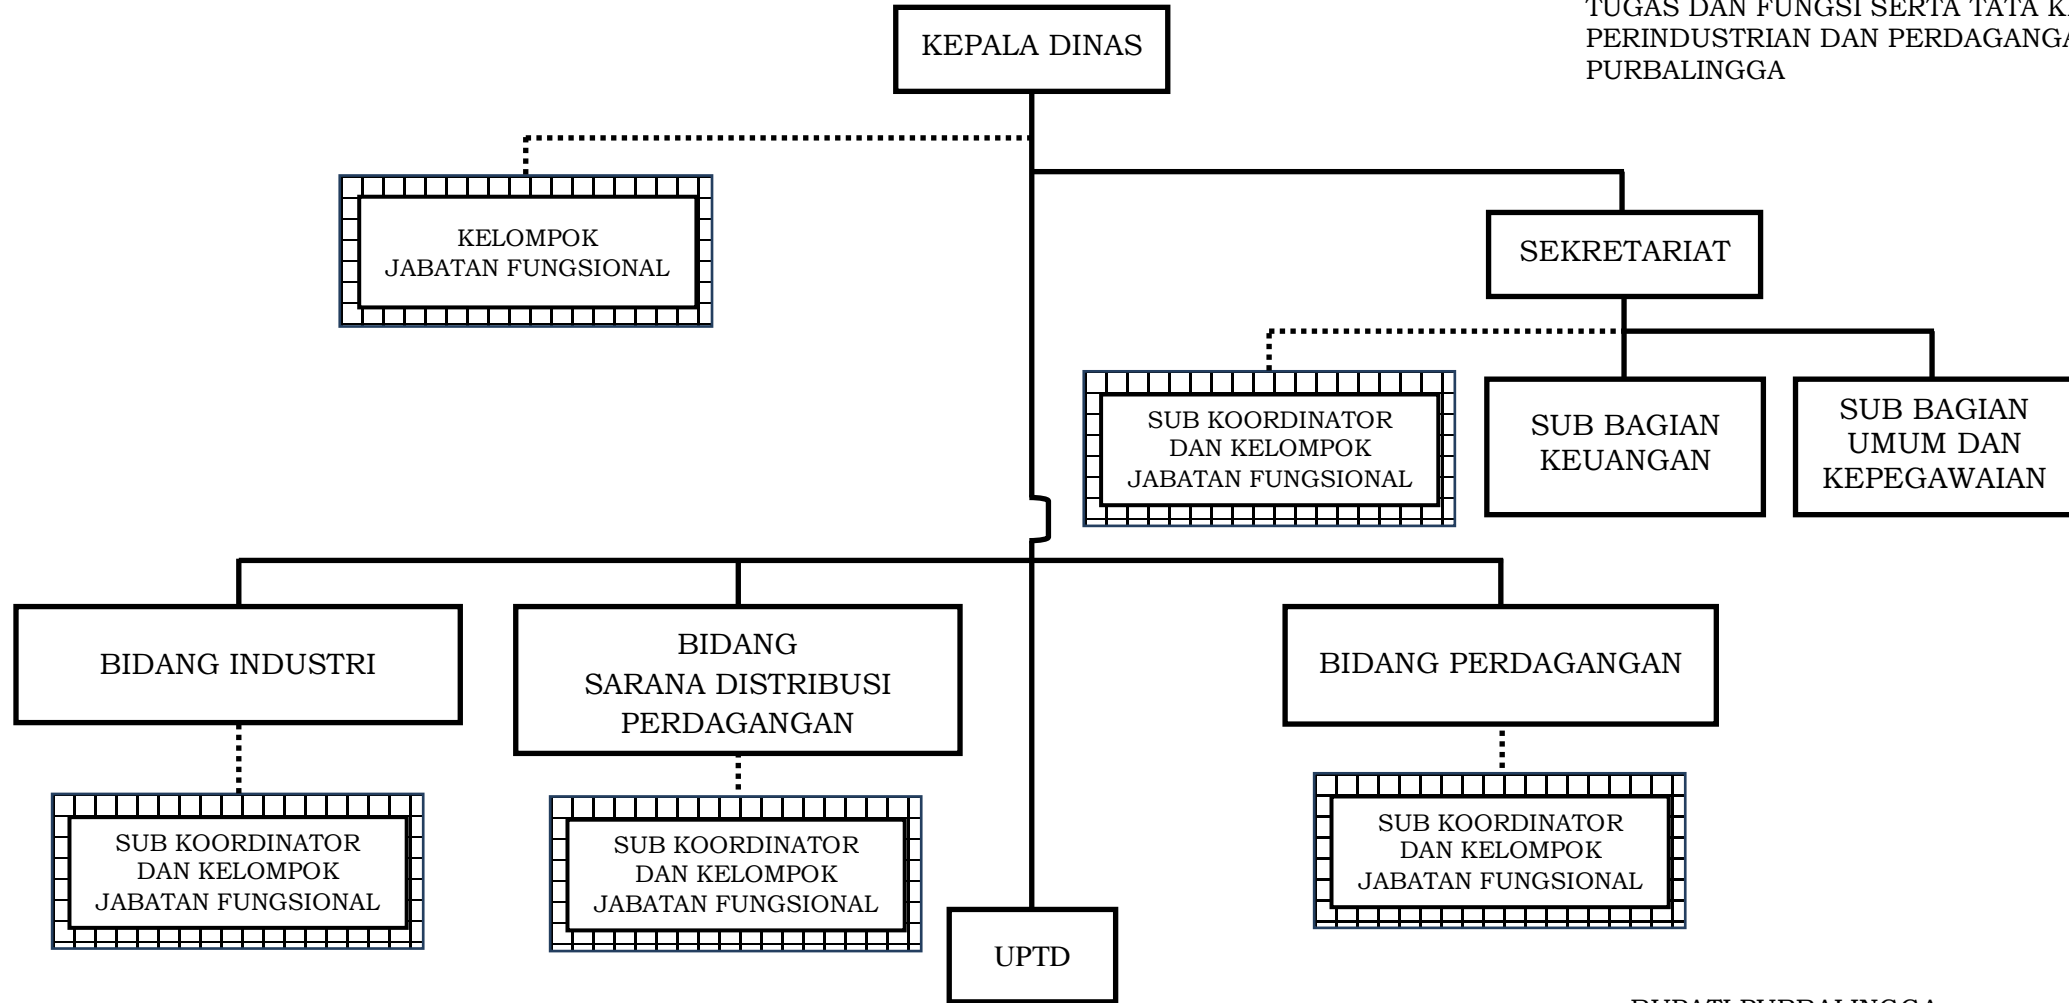 TUGAS DAN FUNGSI SERTA TATA
PERINDUSTRIAN DAN
PURBALINGGA
KEPALA DINAS
KELOMPOK
JABATAN FUNGSIONAL
SEKRETARIAT
SUB KOORDINATOR
DAN KELOMPOK
JABATAN FUNGSIONAL
SUB BAGIAN
KEUANGAN
SUB BAGIAN
UMUM DAN
KEPEGAWAIAN
BIDANG INDUSTRI
BIDANG
SARANA DISTRIBUSI
PERDAGANGAN
BIDANG PERDAGANGAN
SUB KOORDINATOR
DAN KELOMPOK
JABATAN FUNGSIONAL
SUB KOORDINATOR
DAN KELOMPOK
JABATAN FUNGSIONAL
SUB KOORDINATOR
DAN KELOMPOK
JABATAN FUNGSIONAL
UPTD
BUPATI PURBALINGGA